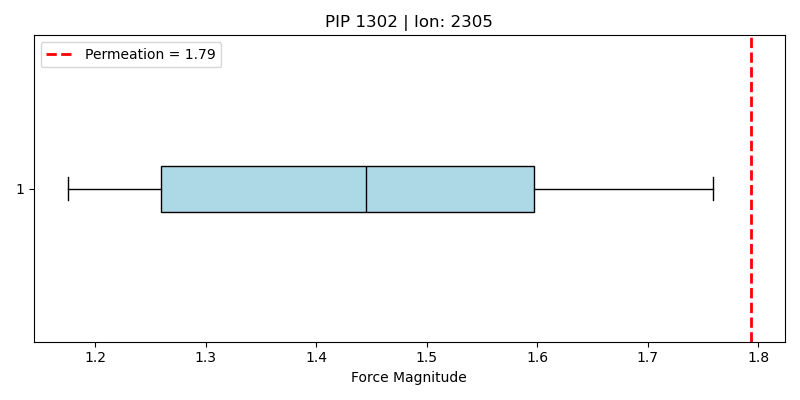 PIP 1302 | Ion: 2305
Permeation = 1.79
1
1.2 1.3 1.4 1.5 1.6 1.7 1.8
Force Magnitude